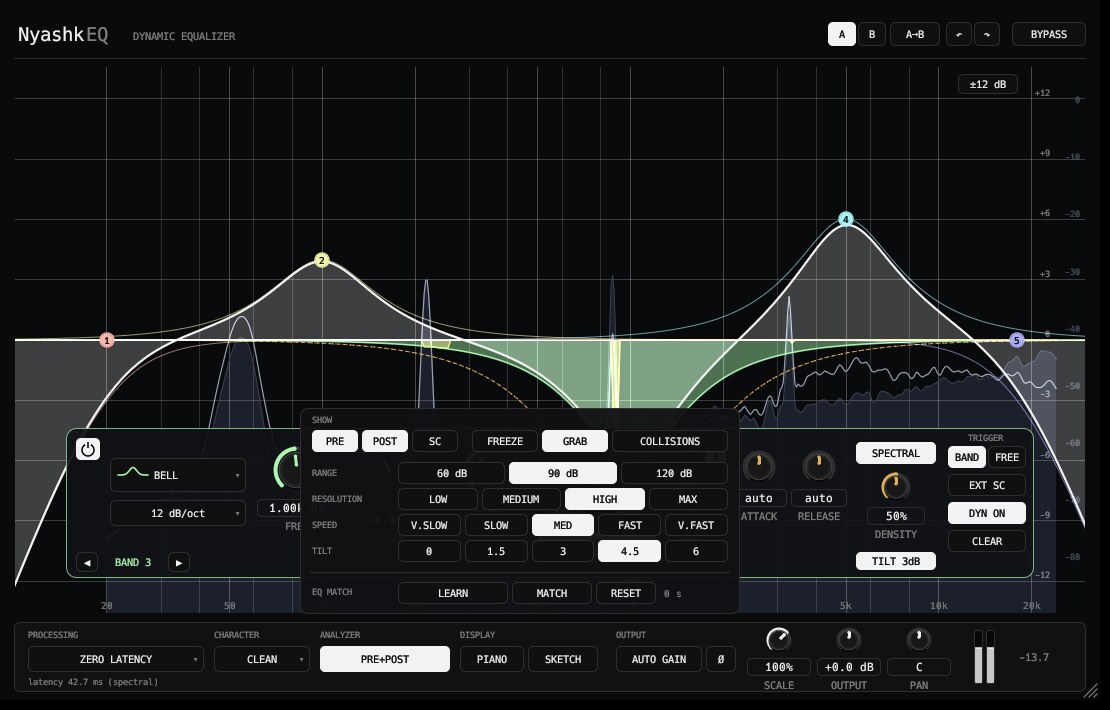 NyashkEQ DYNAMIC EQUALIZER A B A→B ↶ ↷ BYPASS
±12 dB
+12 0
+9 -10
+6 -20
4
+3 -30
2
0 -40
1 5
-50
-3
SHOW
PRE POST SC FREEZE GRAB COLLISIONS
RANGE 60 dB 90 dB 120 dB
RESOLUTION LOW MEDIUM HIGH MAX
SPEED V.SLOW SLOW MED FAST V.FAST
TILT 0 1.5 3 4.5 6
EQ MATCH LEARN MATCH RESET 0 s
BELL
12 dB/oct
◀ BAND 3 ▶
1.00k
auto auto
ATTACK RELEASE
SPECTRAL
50%
DENSITY
TILT 3dB
TRIGGER
BAND FREE
EXT SC
DYN ON
CLEAR
-60
-6
-9
-80
-12
20 50 5k 10k 20k
PROCESSING CHARACTER ANALYZER DISPLAY OUTPUT
ZERO LATENCY CLEAN PRE+POST PIANO SKETCH AUTO GAIN Ø
100% +0.0 dB C
SCALE OUTPUT PAN
-13.7
latency 42.7 ms (spectral)